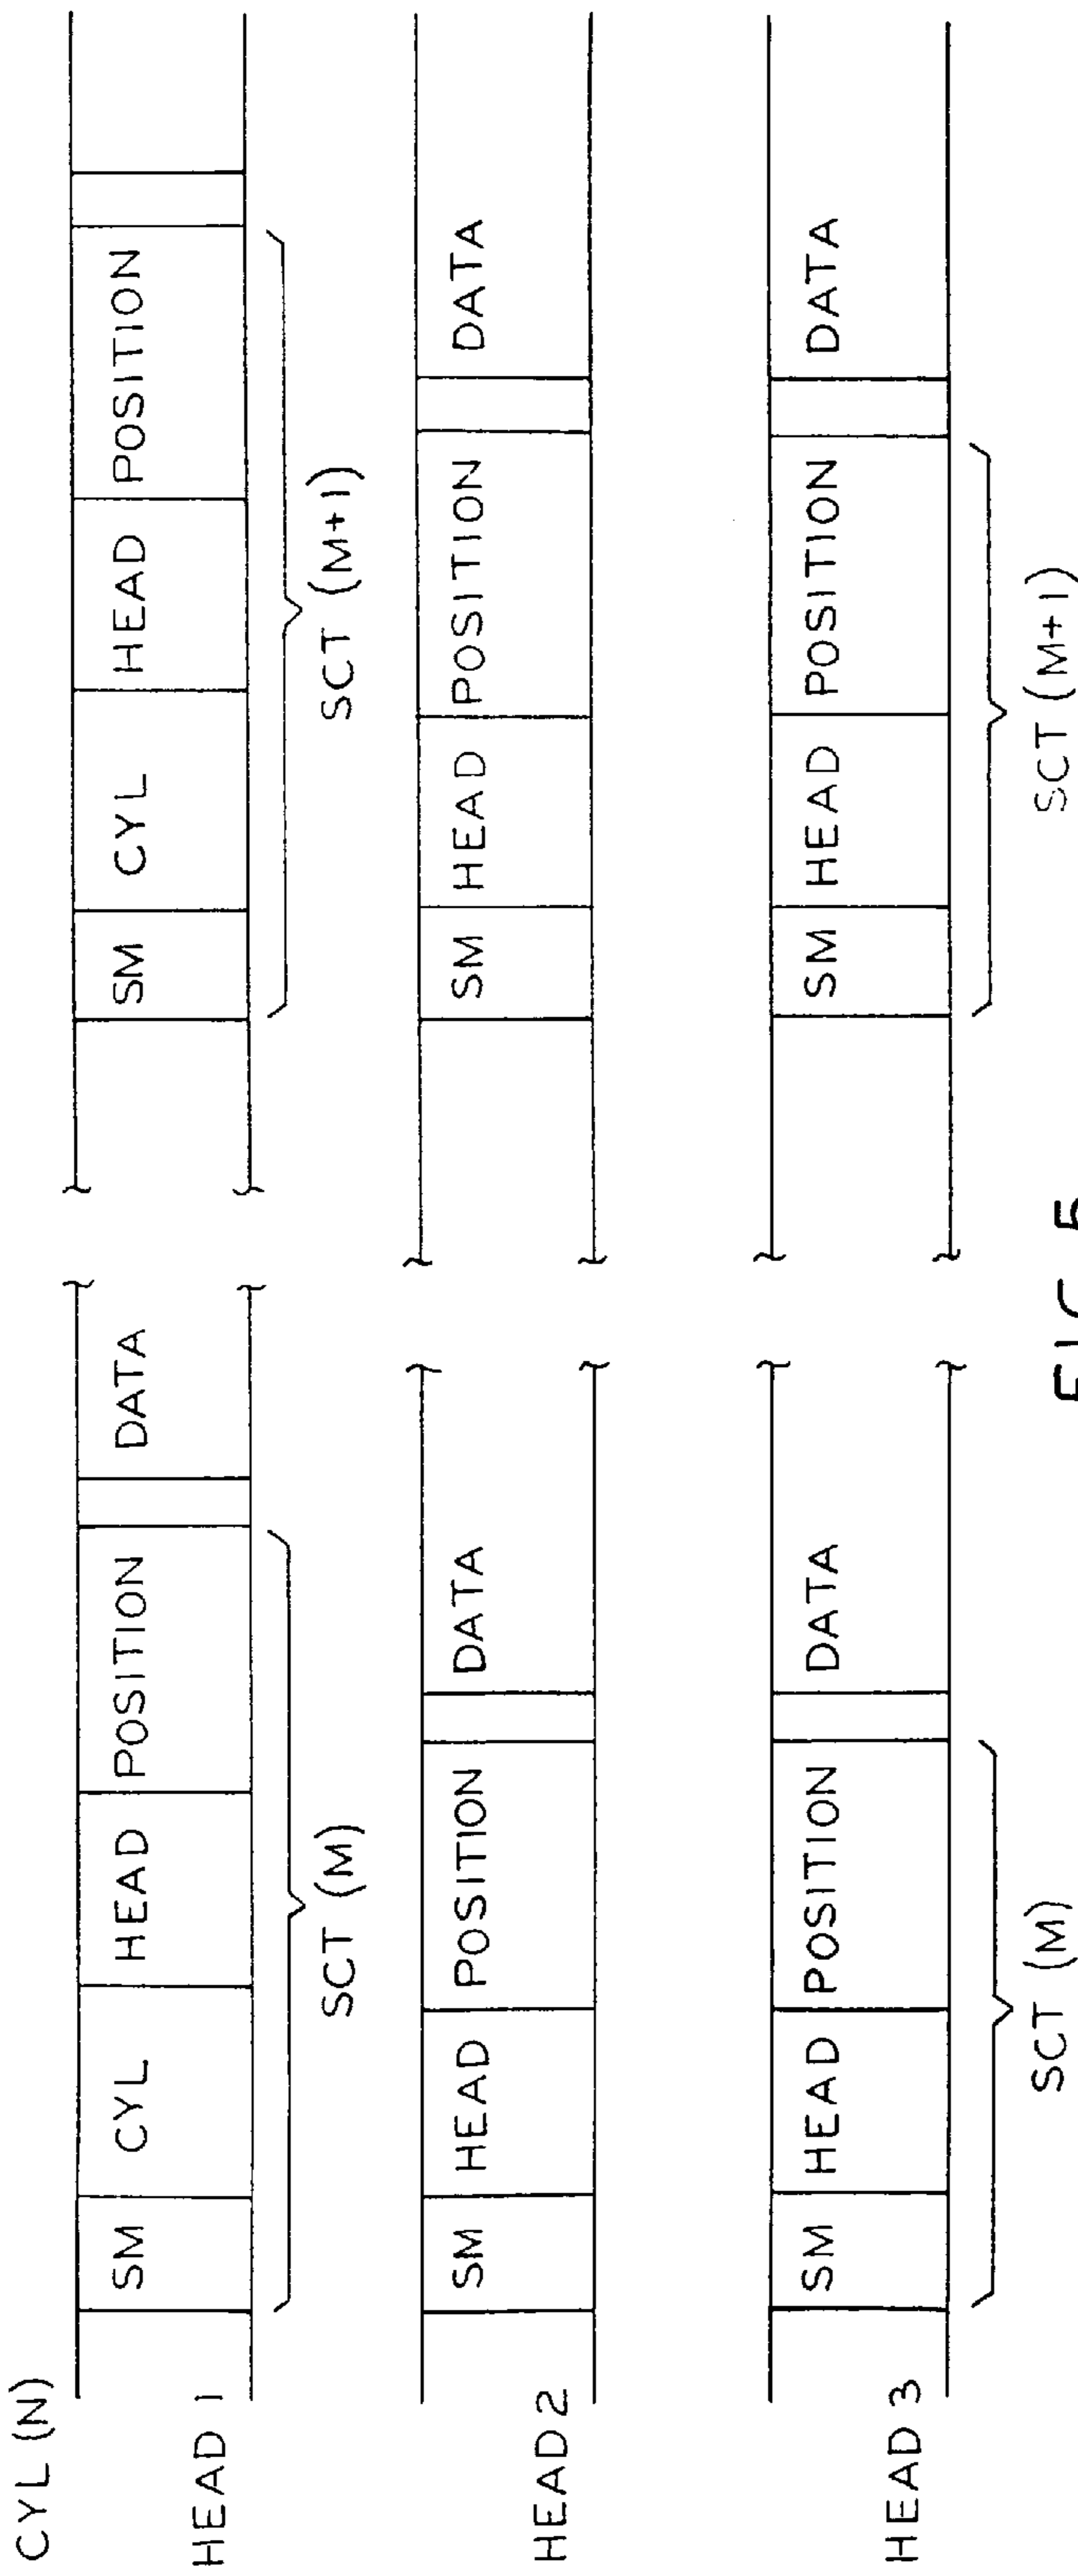 CYL (N)
HEAD 1
SM CYL HEAD POSITION DATA
SM CYL HEAD POSITION
SCT (M)
SCT (M+1)
HEAD 2
SM HEAD POSITION DATA
SM HEAD POSITION DATA
HEAD 3
SM HEAD POSITION DATA
SM HEAD POSITION DATA
SCT (M)
SCT (M+1)
FIG. 5